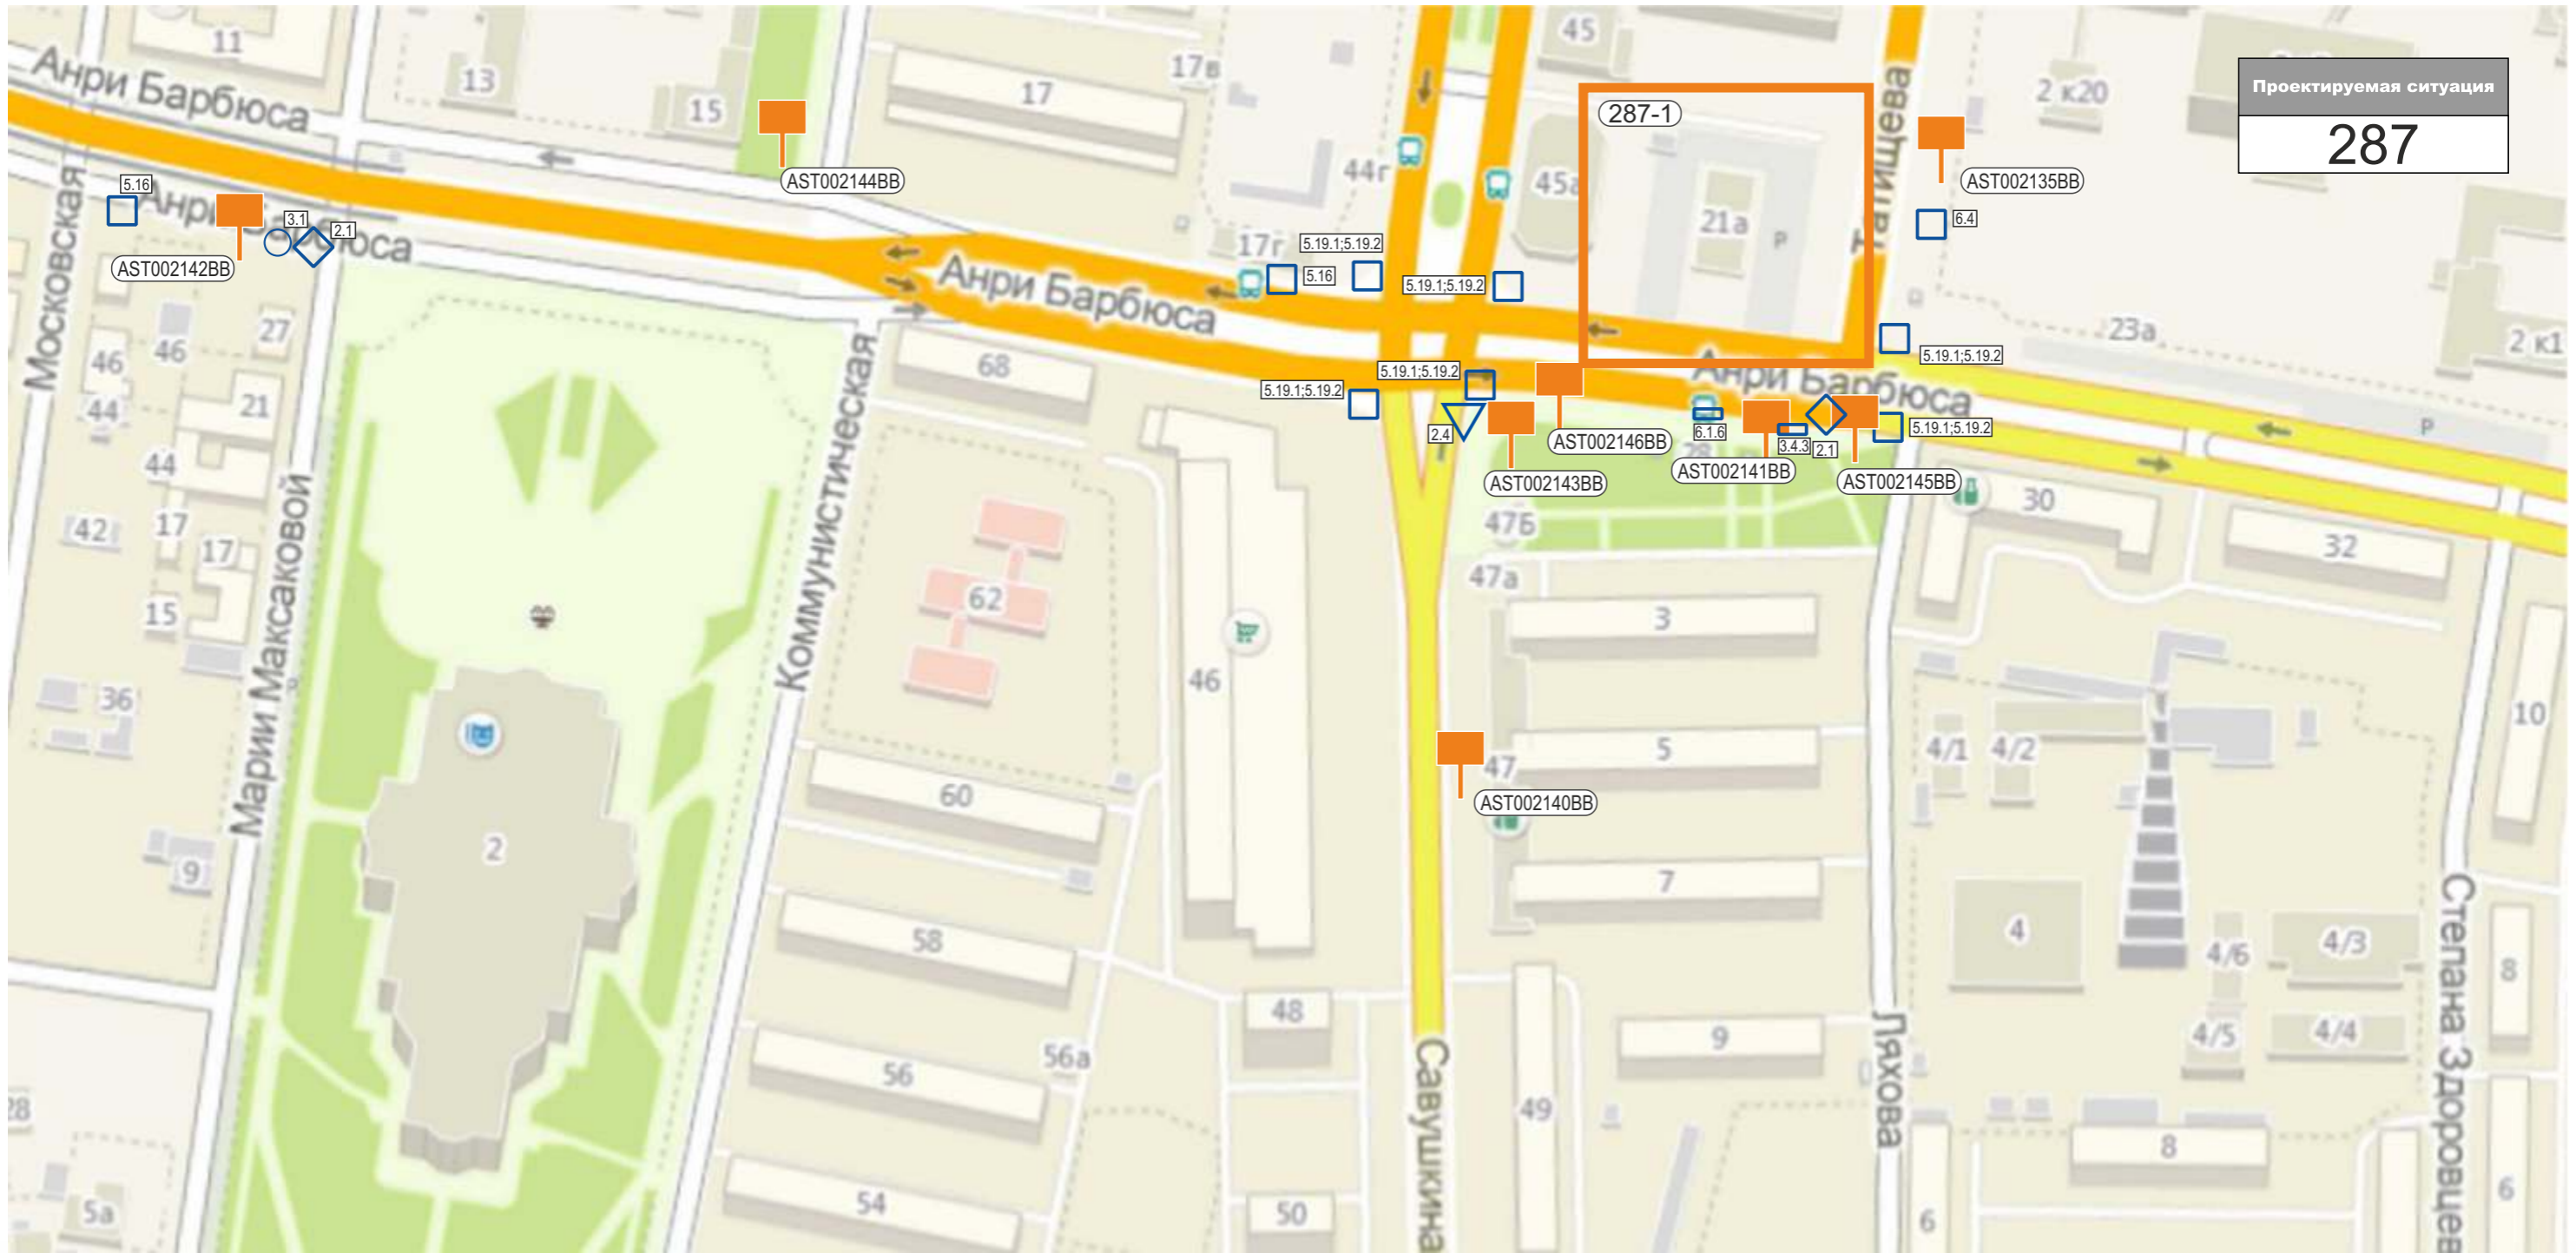 Проектируемая ситуация
287
Анри Барбюса
Анри Барбюса
Анри Барбюса
Анри Барбюса
Московская
Марии Максаковой
Коммунистическая
Татищева
Савушкина
Ляхова
Степана Здоровцев
287-1
AST002144BB
AST002135BB
AST002142BB
AST002146BB
AST002143BB
AST002141BB
AST002145BB
AST002140BB
5.16
3.1
2.1
5.19.1;5.19.2
5.16
5.19.1;5.19.2
6.4
5.19.1;5.19.2
5.19.1;5.19.2
5.19.1;5.19.2
2.4
6.1.6
3.4.3
2.1
5.19.1;5.19.2
11
13
15
17
17в
17г
44г
45
45а
21а
P
2 к20
23а
2 к1
P
27
46
46
44
21
44
42
17
17
15
36
9
2
28
5а
68
62
46
60
58
56
56а
54
48
50
47Б
47а
47
3
5
7
9
49
28
30
32
4/1
4/2
4
4/6
4/3
4/5
4/4
10
8
8
6
6